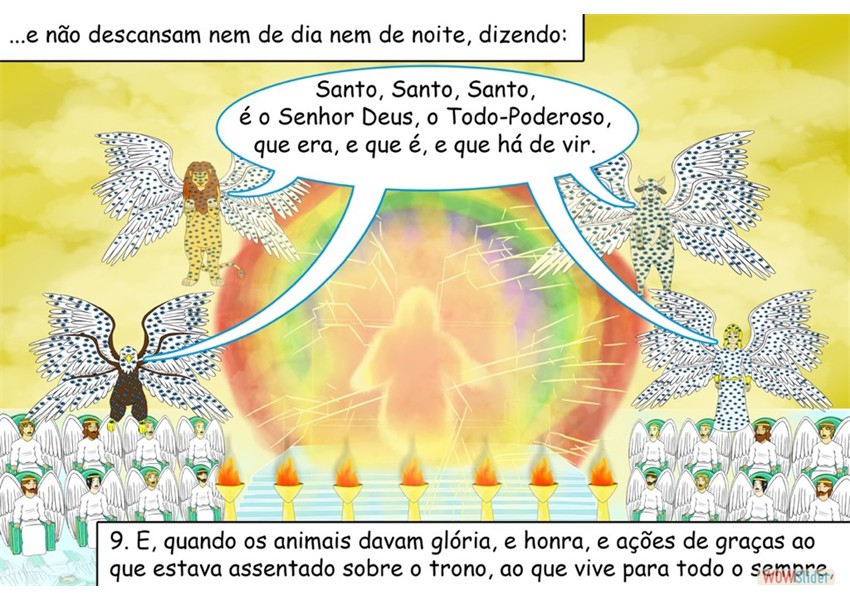 ...e não descansam nem de dia nem de noite, dizendo:
Santo, Santo, Santo,
é o Senhor Deus, o Todo-Poderoso,
que era, e que é, e que há de vir.
9. E, quando os animais davam glória, e honra, e ações de graças ao
que estava assentado sobre o trono, ao que vive para todo o sempre,
WOWSlider